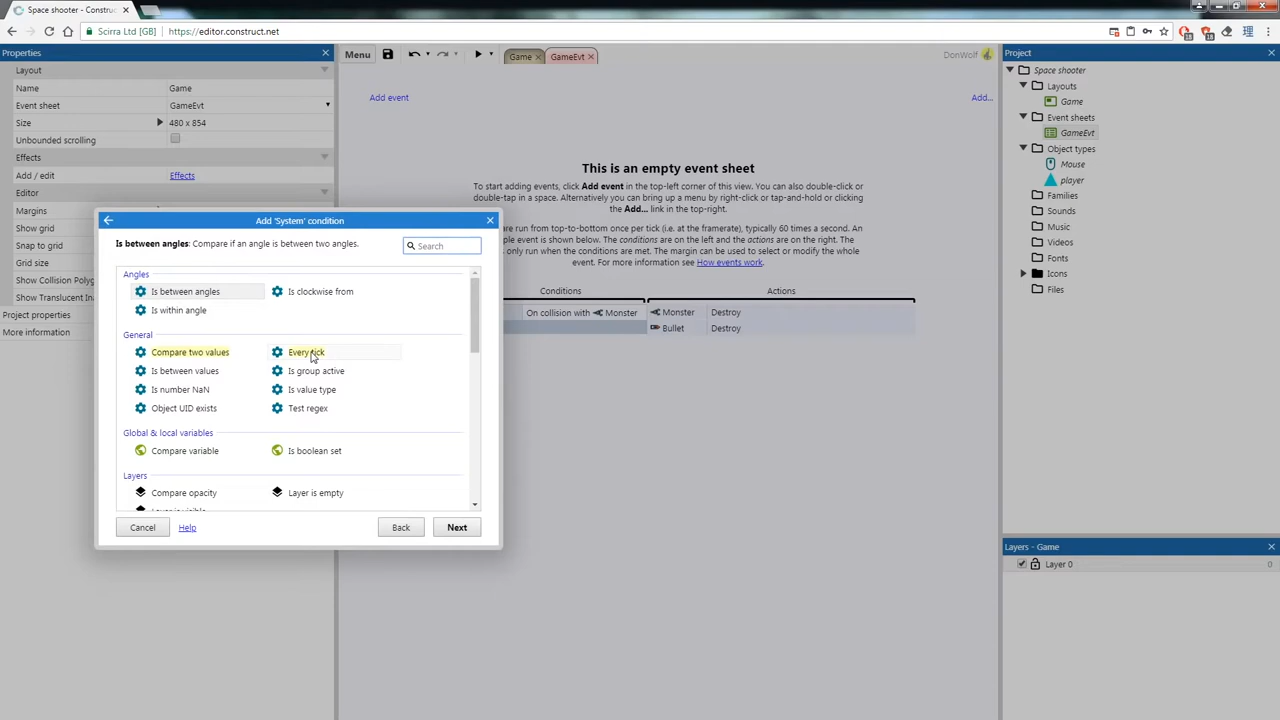 Space shooter - Construc
Scirra Ltd [GB]
https://editor.construct.net
Properties
Layout
Name
Game
Event sheet
GameEvt
Size
480 x 854
Unbounded scrolling
Effects
Add / edit
Effects
Editor
Margins
Show grid
Snap to grid
Grid size
Show Collision Polyg
Show Translucent In
Project properties
More information
Menu
Game
GameEvt
DonWolf
Add event
Add...
This is an empty event sheet
To start adding events, click Add event in the top-left corner of this view. You can also double-click or
double-tap in a space. Alternatively you can bring up a menu by right-click or tap-and-hold or clicking
the Add... link in the top-right.
are run from top-to-bottom once per tick (i.e. at the framerate), typically 60 times a second. An
ple event is shown below. The conditions are on the left and the actions are on the right. The
s only run when the conditions are met. The margin can be used to select or modify the whole
event. For more information see How events work.
Conditions
Actions
On collision with Monster
Monster
Destroy
Bullet
Destroy
Add 'System' condition
Is between angles: Compare if an angle is between two angles.
Search
Angles
Is between angles
Is clockwise from
Is within angle
General
Compare two values
Every tick
Is between values
Is group active
Is number NaN
Is value type
Object UID exists
Test regex
Global & local variables
Compare variable
Is boolean set
Layers
Compare opacity
Layer is empty
Layer is visible
Cancel
Help
Back
Next
Project
Space shooter
Layouts
Game
Event sheets
GameEvt
Object types
Mouse
player
Families
Sounds
Music
Videos
Fonts
Icons
Files
Layers - Game
Layer 0
0